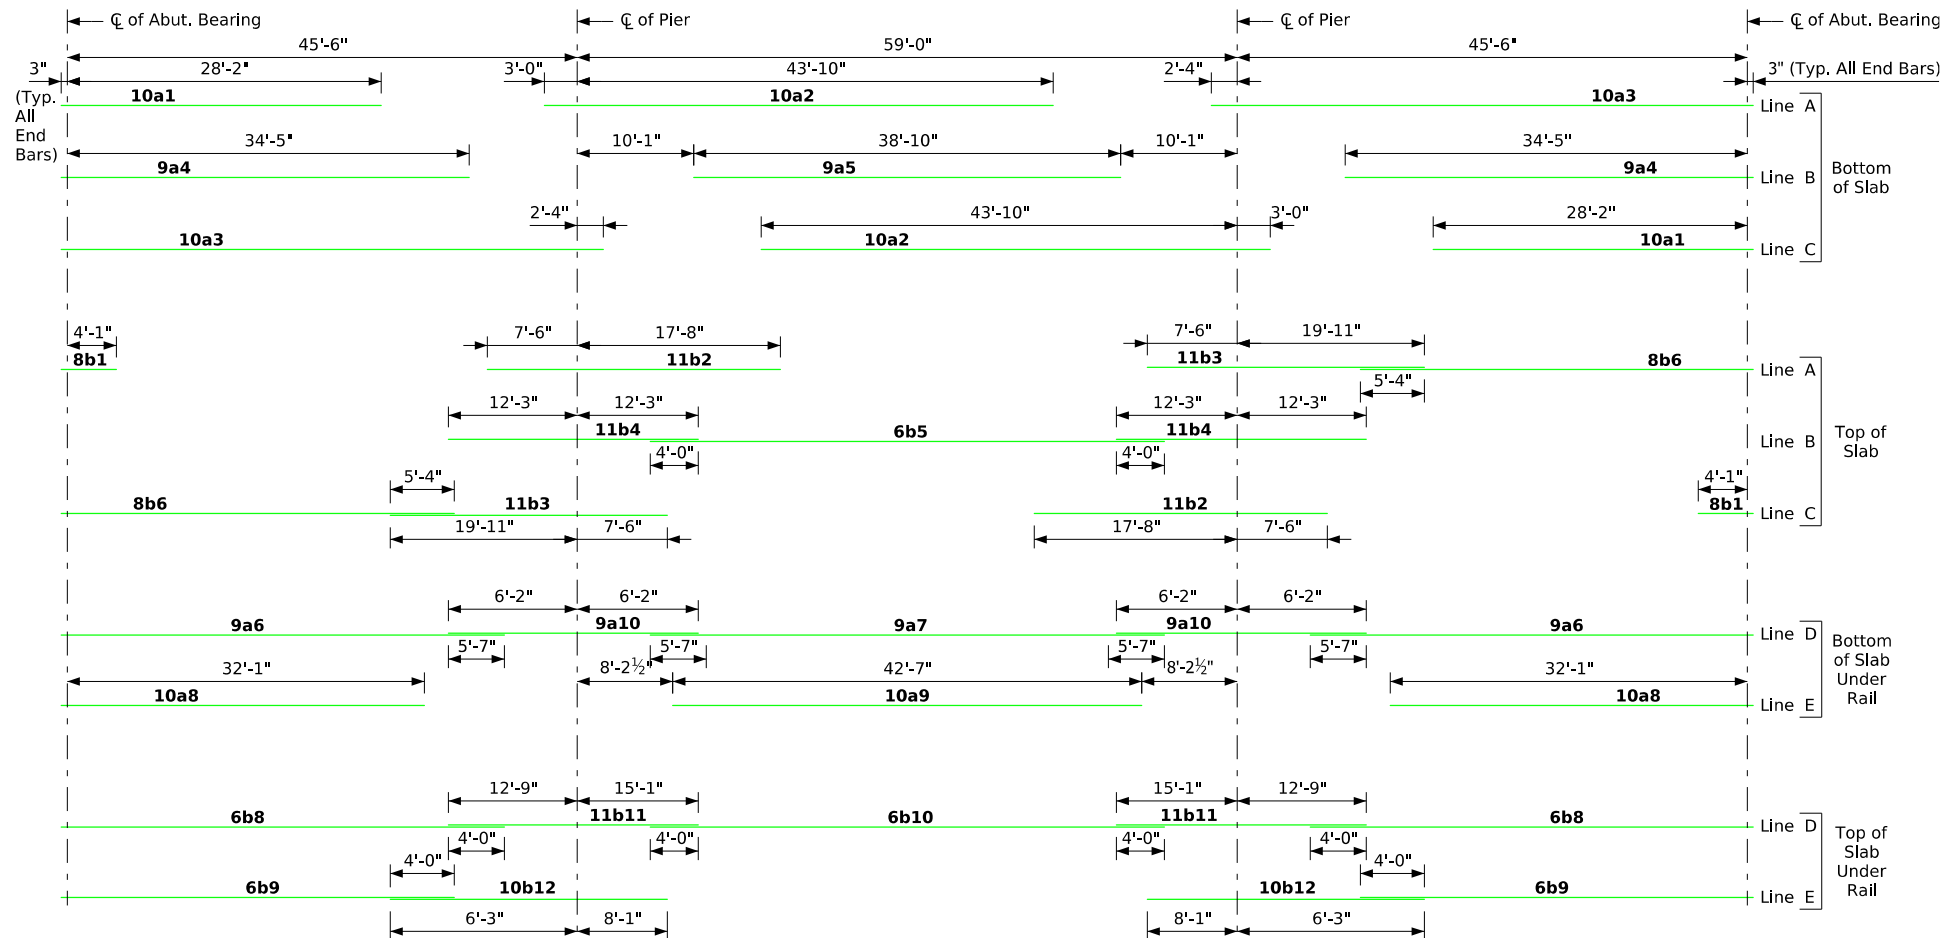 ℄ of Abut. Bearing
℄ of Pier
℄ of Pier
℄ of Abut. Bearing
45'-6"
59'-0"
45'-6"
3"
28'-2"
3'-0"
43'-10"
2'-4"
3" (Typ. All End Bars)
(Typ.
All
End
Bars)
10a1
10a2
10a3
Line A
34'-5"
10'-1"
38'-10"
10'-1"
34'-5"
9a4
9a5
9a4
Line B
Bottom
of Slab
2'-4"
43'-10"
3'-0"
28'-2"
10a3
10a2
10a1
Line C
4'-1"
7'-6"
17'-8"
7'-6"
19'-11"
8b1
11b2
11b3
8b6
Line A
5'-4"
12'-3"
12'-3"
12'-3"
12'-3"
11b4
6b5
11b4
Line B
Top of
Slab
4'-0"
4'-0"
5'-4"
4'-1"
8b6
11b3
11b2
8b1
Line C
19'-11"
7'-6"
17'-8"
7'-6"
6'-2"
6'-2"
6'-2"
6'-2"
9a6
9a10
9a7
9a10
9a6
Line D
5'-7"
5'-7"
5'-7"
5'-7"
Bottom
of Slab
Under
Rail
32'-1"
8'-2½"
42'-7"
8'-2½"
32'-1"
10a8
10a9
10a8
Line E
12'-9"
15'-1"
15'-1"
12'-9"
6b8
11b11
6b10
11b11
6b8
Line D
4'-0"
4'-0"
4'-0"
4'-0"
Top of
Slab
Under
Rail
4'-0"
4'-0"
6b9
10b12
10b12
6b9
Line E
6'-3"
8'-1"
8'-1"
6'-3"